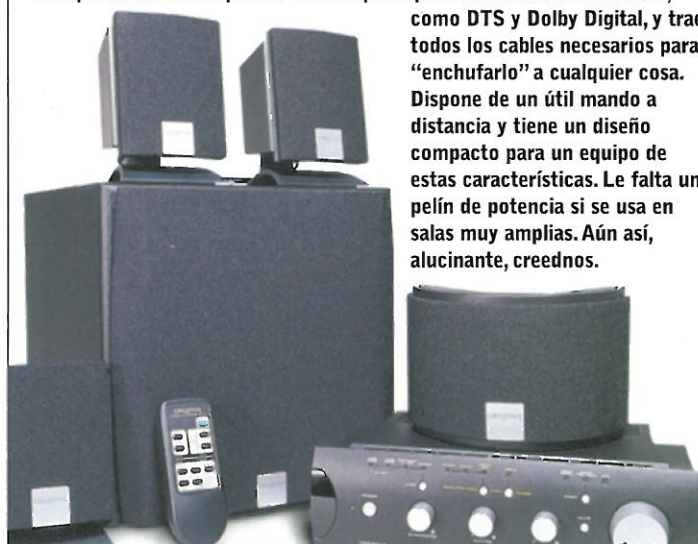 como DTS y Dolby Digital, y trae
todos los cables necesarios para
“enchufarlo” a cualquier cosa.
Dispone de un útil mando a
distancia y tiene un diseño
compacto para un equipo de
estas características. Le falta un
pelín de potencia si se usa en
salas muy amplias. Aún así,
alucinante, creednos.